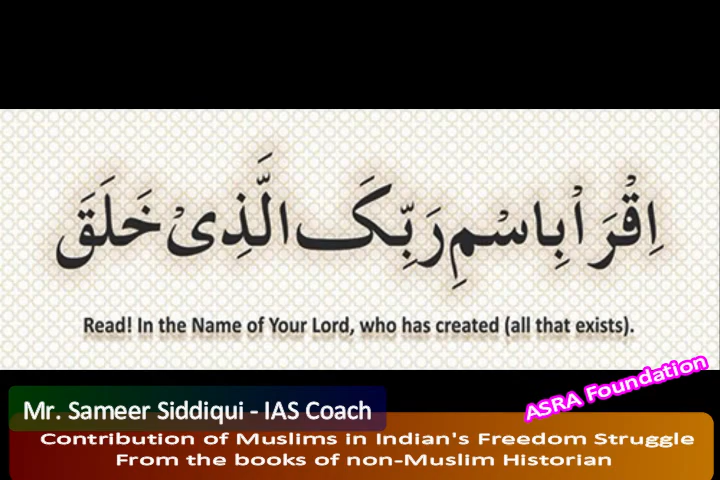 اِقْرَاْ بِاسْمِ رَبِّکَ الَّذِیْ خَلَقَ
Read! In the Name of Your Lord, who has created (all that exists).
ASRA Foundation
Mr. Sameer Siddiqui - IAS Coach
Contribution of Muslims in Indian's Freedom Struggle
From the books of non-Muslim Historian